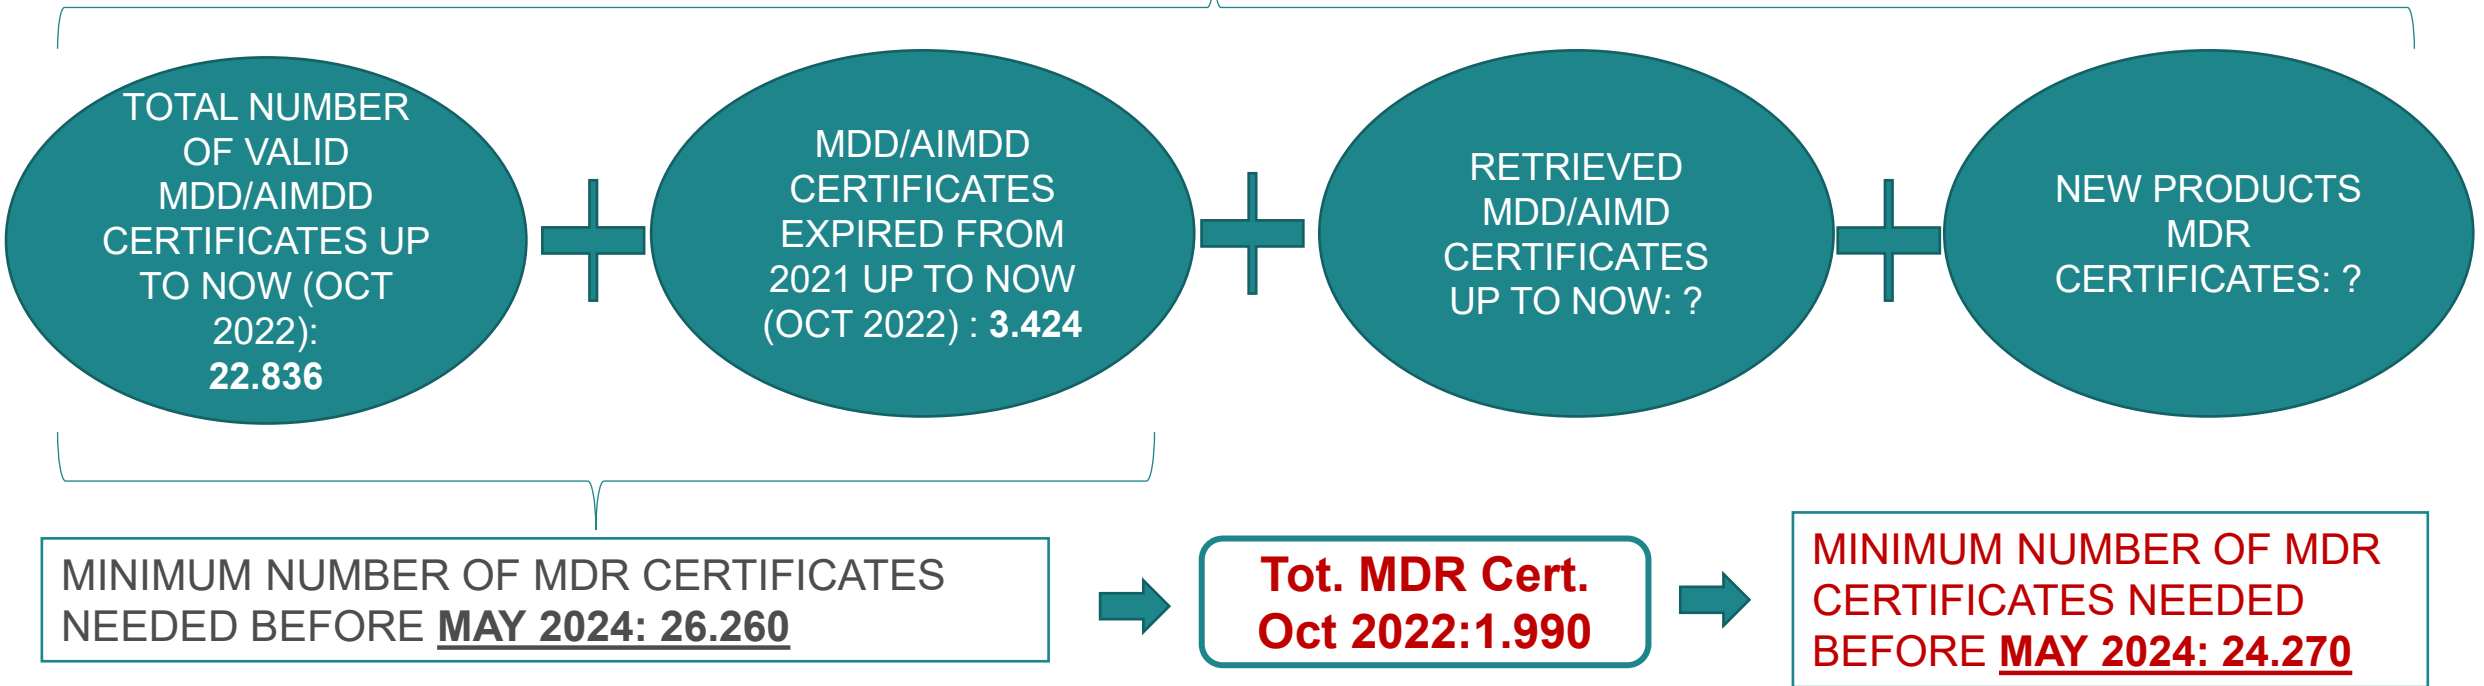 TOTAL NUMBER
OF VALID
MDD/AIMDD
CERTIFICATES UP
TO NOW (OCT
2022):
22.836
MDD/AIMDD
CERTIFICATES
EXPIRED FROM
2021 UP TO NOW
(OCT 2022) : 3.424
RETRIEVED
MDD/AIMD
CERTIFICATES
UP TO NOW: ?
NEW PRODUCTS
MDR
CERTIFICATES: ?
MINIMUM NUMBER OF MDR CERTIFICATES
NEEDED BEFORE MAY 2024: 26.260
Tot. MDR Cert.
Oct 2022:1.990
MINIMUM NUMBER OF MDR
CERTIFICATES NEEDED
BEFORE MAY 2024: 24.270